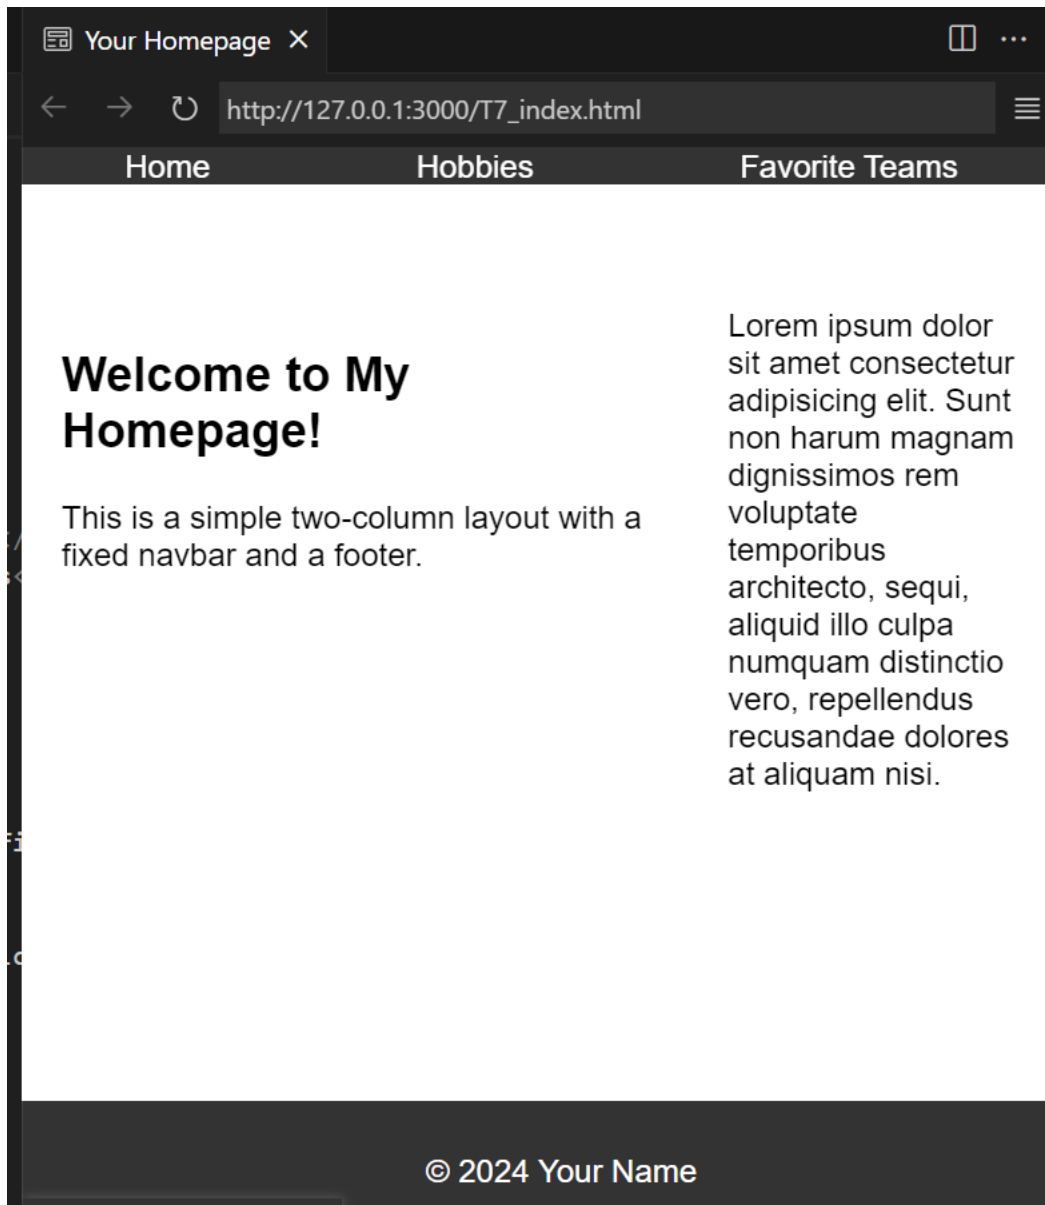 Your Homepage
http://127.0.0.1:3000/T7_index.html
Home Hobbies Favorite Teams
Welcome to My
Homepage!
This is a simple two-column layout with a
fixed navbar and a footer.
Lorem ipsum dolor
sit amet consectetur
adipisicing elit. Sunt
non harum magnam
dignissimos rem
voluptate
temporibus
architecto, sequi,
aliquid illo culpa
numquam distinctio
vero, repellendus
recusandae dolores
at aliquam nisi.
© 2024 Your Name